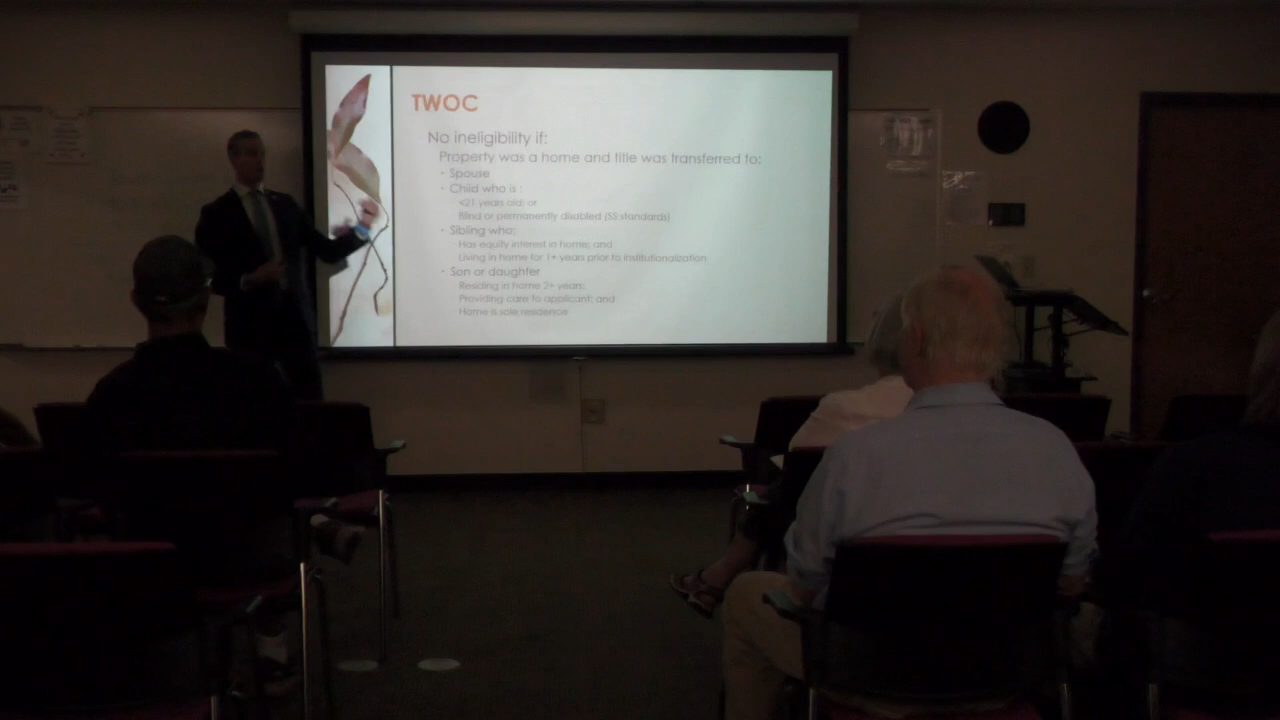 TWOC
No ineligibility if:
Property was a home and title was transferred to:
· Spouse
· Child who is :
<21 years old; or
Blind or permanently disabled (SS standards)
· Sibling who:
Has equity interest in home; and
Living in home for 1+ years prior to institutionalization
· Son or daughter
Residing in home 2+ years;
Providing care to applicant; and
Home is sole residence